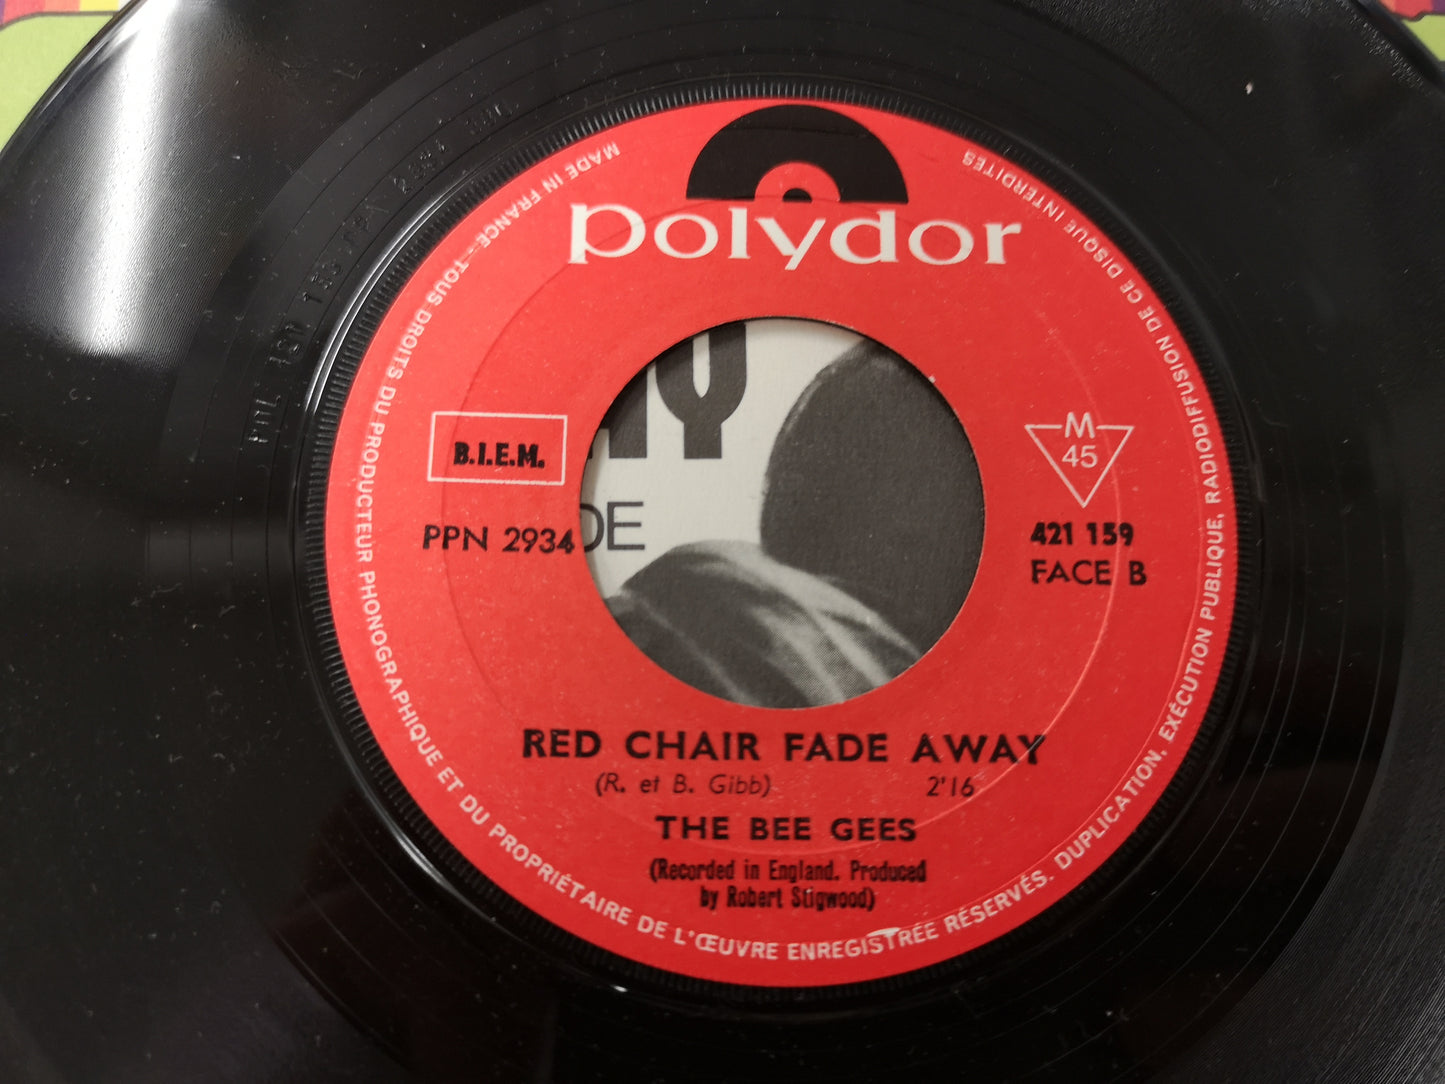 polydor
MADE IN FRANCE - TOUS DROITS DU PRODUCTEUR PHONOGRAPHIQUE ET DU PROPRIÉTAIRE DE L'ŒUVRE ENREGISTRÉE RÉSERVÉS. DUPLICATION, EXÉCUTION PUBLIQUE, RADIODIFFUSION DE CE DISQUE INTERDITES
B.I.E.M.
PPN 2934
M
45
421 159
FACE B
DE
RED CHAIR FADE AWAY
(R. et B. Gibb) 2'16
THE BEE GEES
(Recorded in England. Produced
by Robert Stigwood)